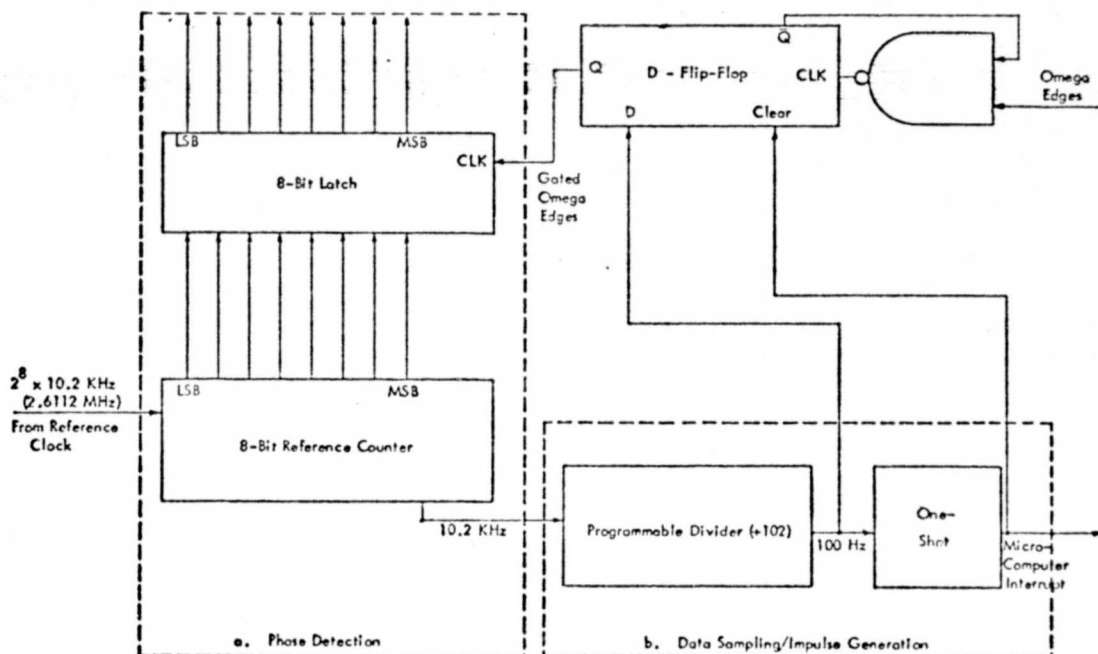 Q
Q
D - Flip-Flop
CLK
D
Clear
Omega
Edges
LSB
MSB
CLK
8-Bit Latch
Gated
Omega
Edges
2⁸ x 10.2 KHz
(2.6112 MHz)
From Reference
Clock
LSB
MSB
8-Bit Reference Counter
10.2 KHz
Programmable Divider (÷102)
100 Hz
One-
Shot
Micro-
Computer
Interrupt
a. Phase Detection
b. Data Sampling/Impulse Generation